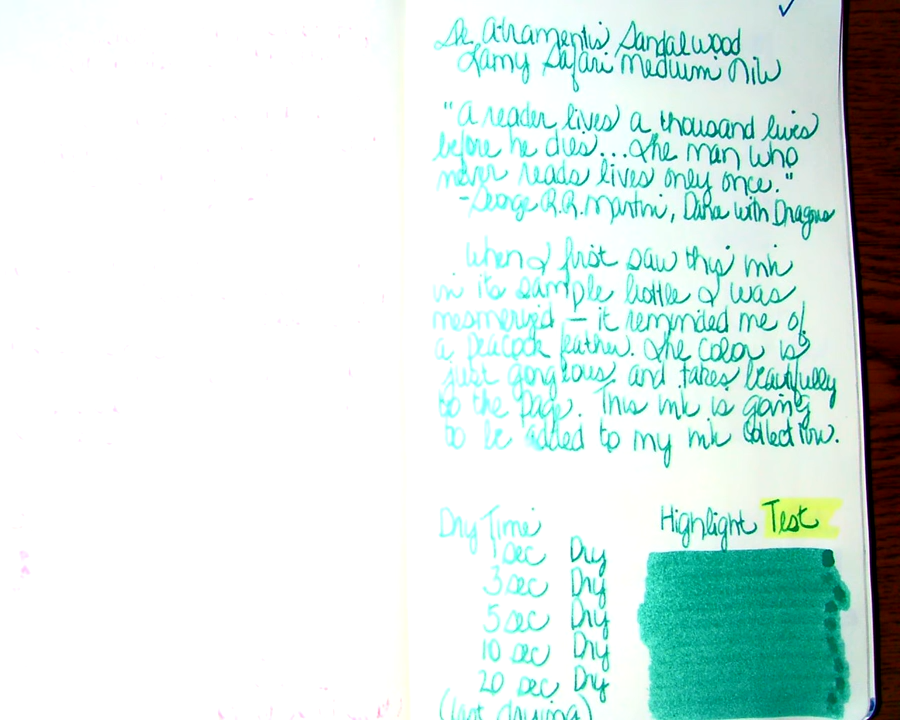 De Atramentis Sandalwood
Lamy Safari Medium Nib
"A reader lives a thousand lives
before he dies...The man who
never reads lives only once."
-George R.R. Martin, Dance with Dragons
When I first saw this ink
in its sample bottle I was
mesmerized – it reminded me of
a peacock feather. The color is
just gorgeous and takes beautifully
to the page. This ink is going
to be added to my ink collection.
Dry Time
1 sec Dry
3 sec Dry
5 sec Dry
10 sec Dry
20 sec Dry
(fast drying)
Highlight Test